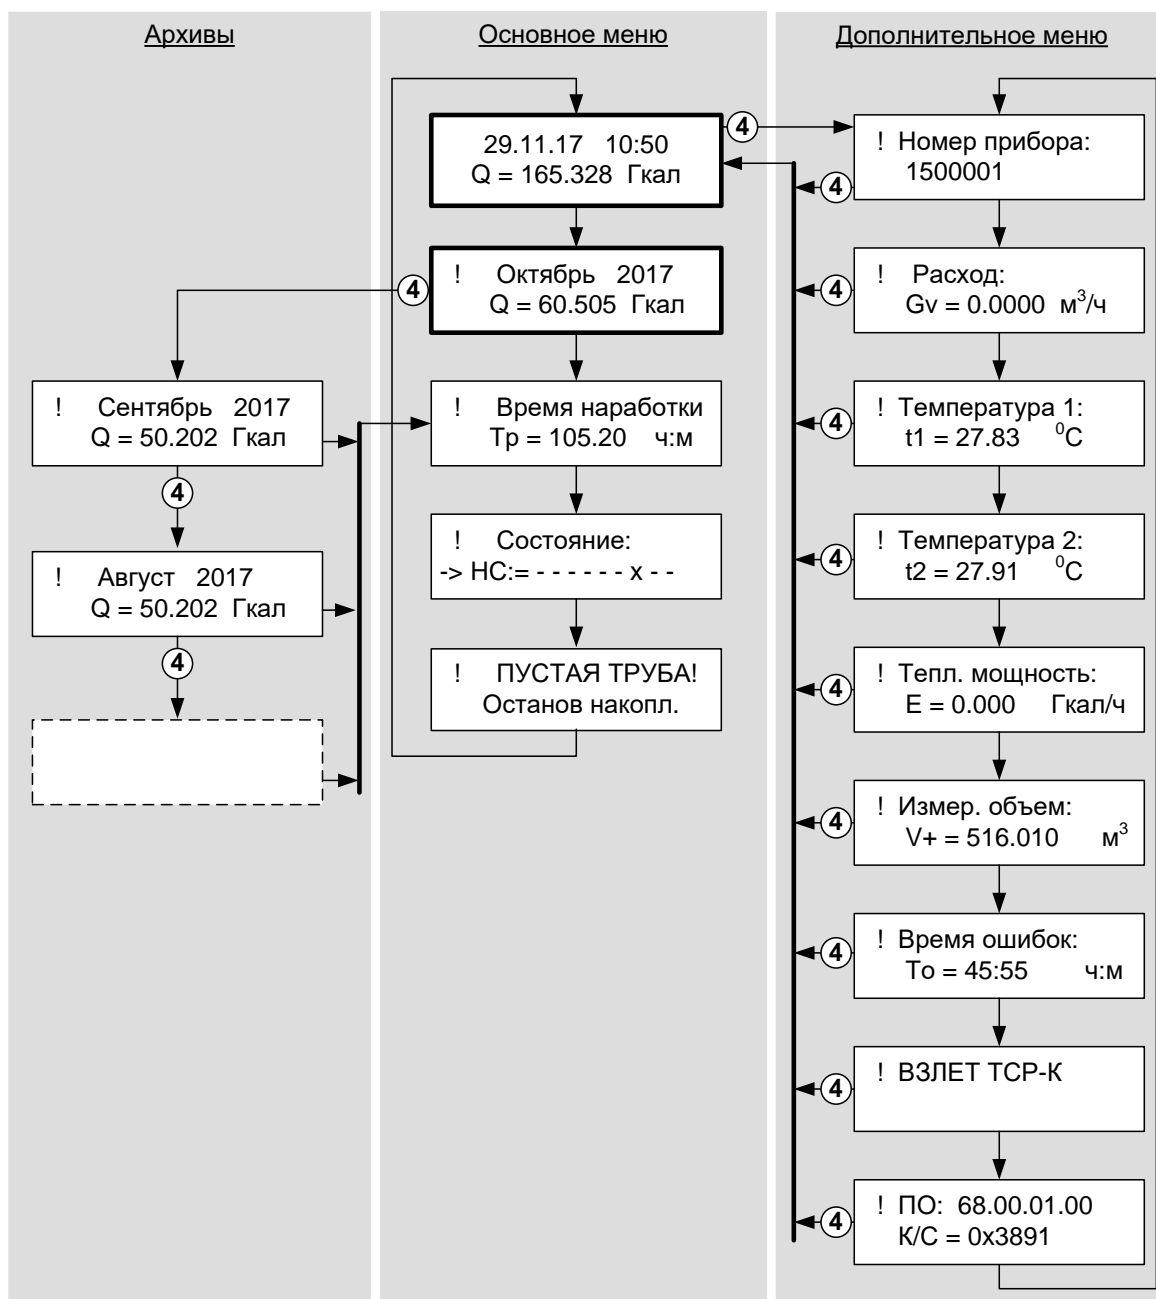 Архивы
Сентябрь 2017
! Q = 50.202 Гкал
4
! Август 2017
Q = 50.202 Гкал
4
Основное меню
29.11.17 10:50
Q = 165.328 Гкал
4
! Октябрь 2017
Q = 60.505 Гкал
4
! Время наработки
Тр = 105.20 ч:м
! Состояние:
-> НС:= - - - - - - x - -
! ПУСТАЯ ТРУБА!
Останов накопл.
Дополнительное меню
! Номер прибора:
1500001
4
! Расход:
Gv = 0.0000 м³/ч
4
! Температура 1:
t1 = 27.83 ⁰C
4
! Температура 2:
t2 = 27.91 ⁰C
4
! Тепл. мощность:
E = 0.000 Гкал/ч
4
! Измер. объем:
V+ = 516.010 м³
4
! Время ошибок:
То = 45:55 ч:м
4
! ВЗЛЕТ ТСР-К
4
! ПО: 68.00.01.00
К/С = 0x3891
4